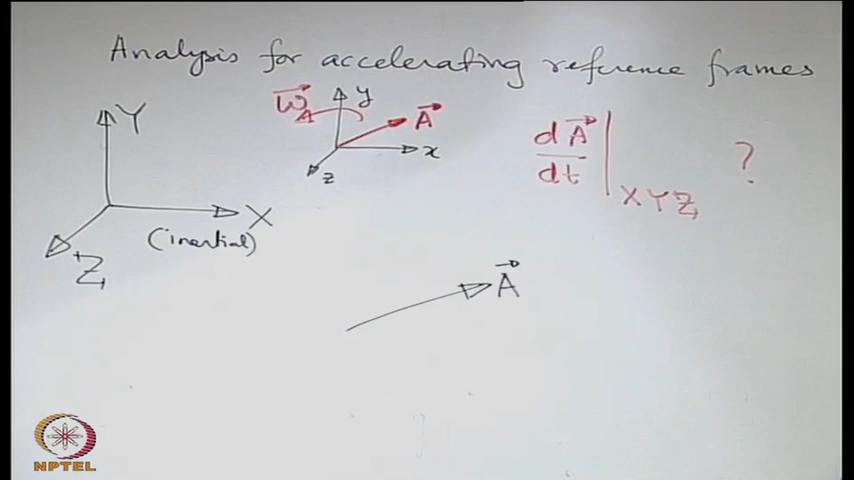 Analysis for accelerating reference frames
Y
X
Z
(inertial)
ω⃗
y
A⃗
x
z
dA⃗/dt | XYZ ?
A⃗
NPTEL